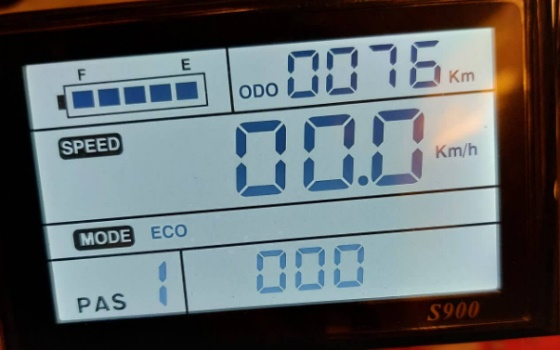 F E
ODO 0076 Km
SPEED 00.0 Km/h
MODE ECO
PAS 1 000
S900